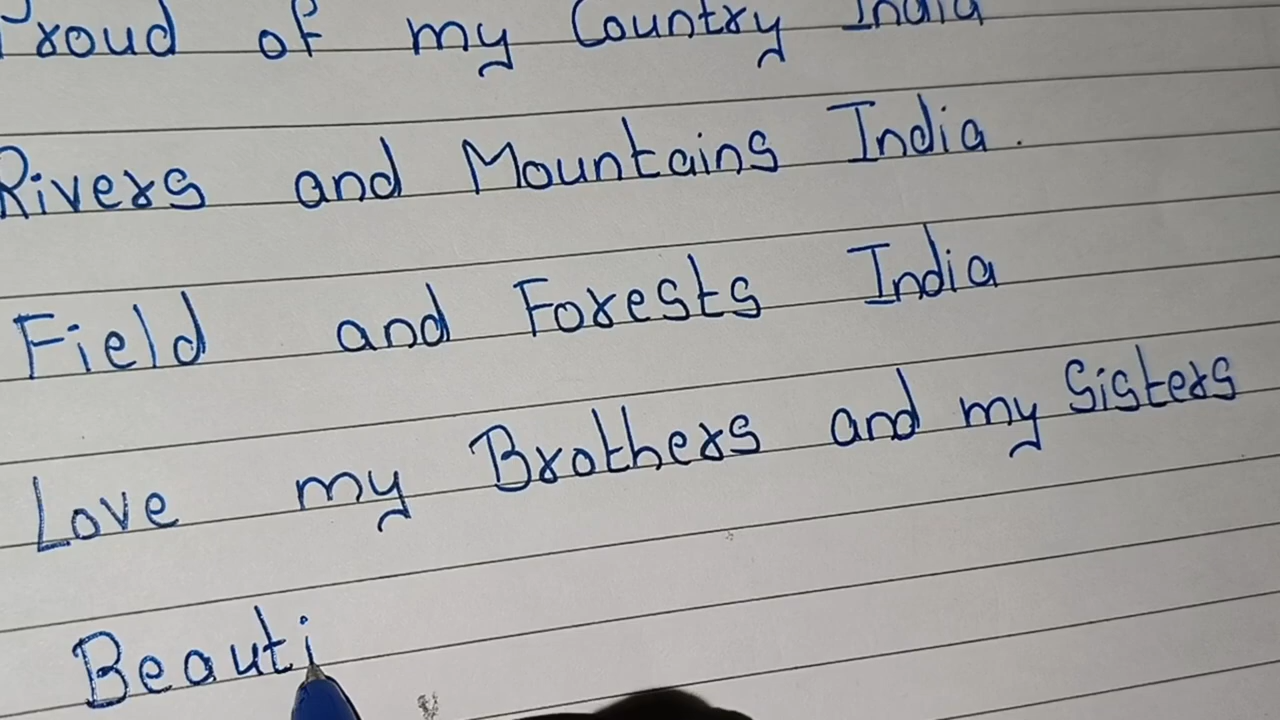 Proud of my Country India
Rivers and Mountains India.
Field and Forests India
Love my Brothers and my Sisters
Beauti